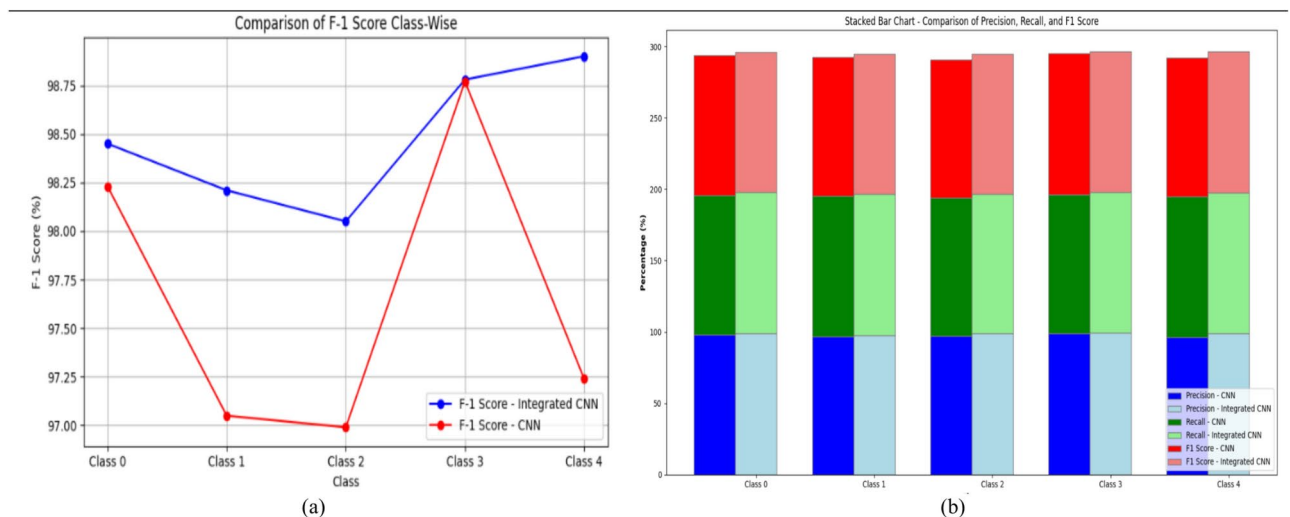 Comparison of F-1 Score Class-Wise
98.75
98.50
98.25
98.00
97.75
97.50
97.25
97.00
F-1 Score (%)
F-1 Score - Integrated CNN
F-1 Score - CNN
Class 0
Class 1
Class 2
Class 3
Class 4
Class
(a)
Stacked Bar Chart - Comparison of Precision, Recall, and F1 Score
300
250
200
150
100
50
0
Percentage (%)
Precision - CNN
Precision - Integrated CNN
Recall - CNN
Recall - Integrated CNN
F1 Score - CNN
F1 Score - Integrated CNN
Class 0
Class 1
Class 2
Class 3
Class 4
(b)